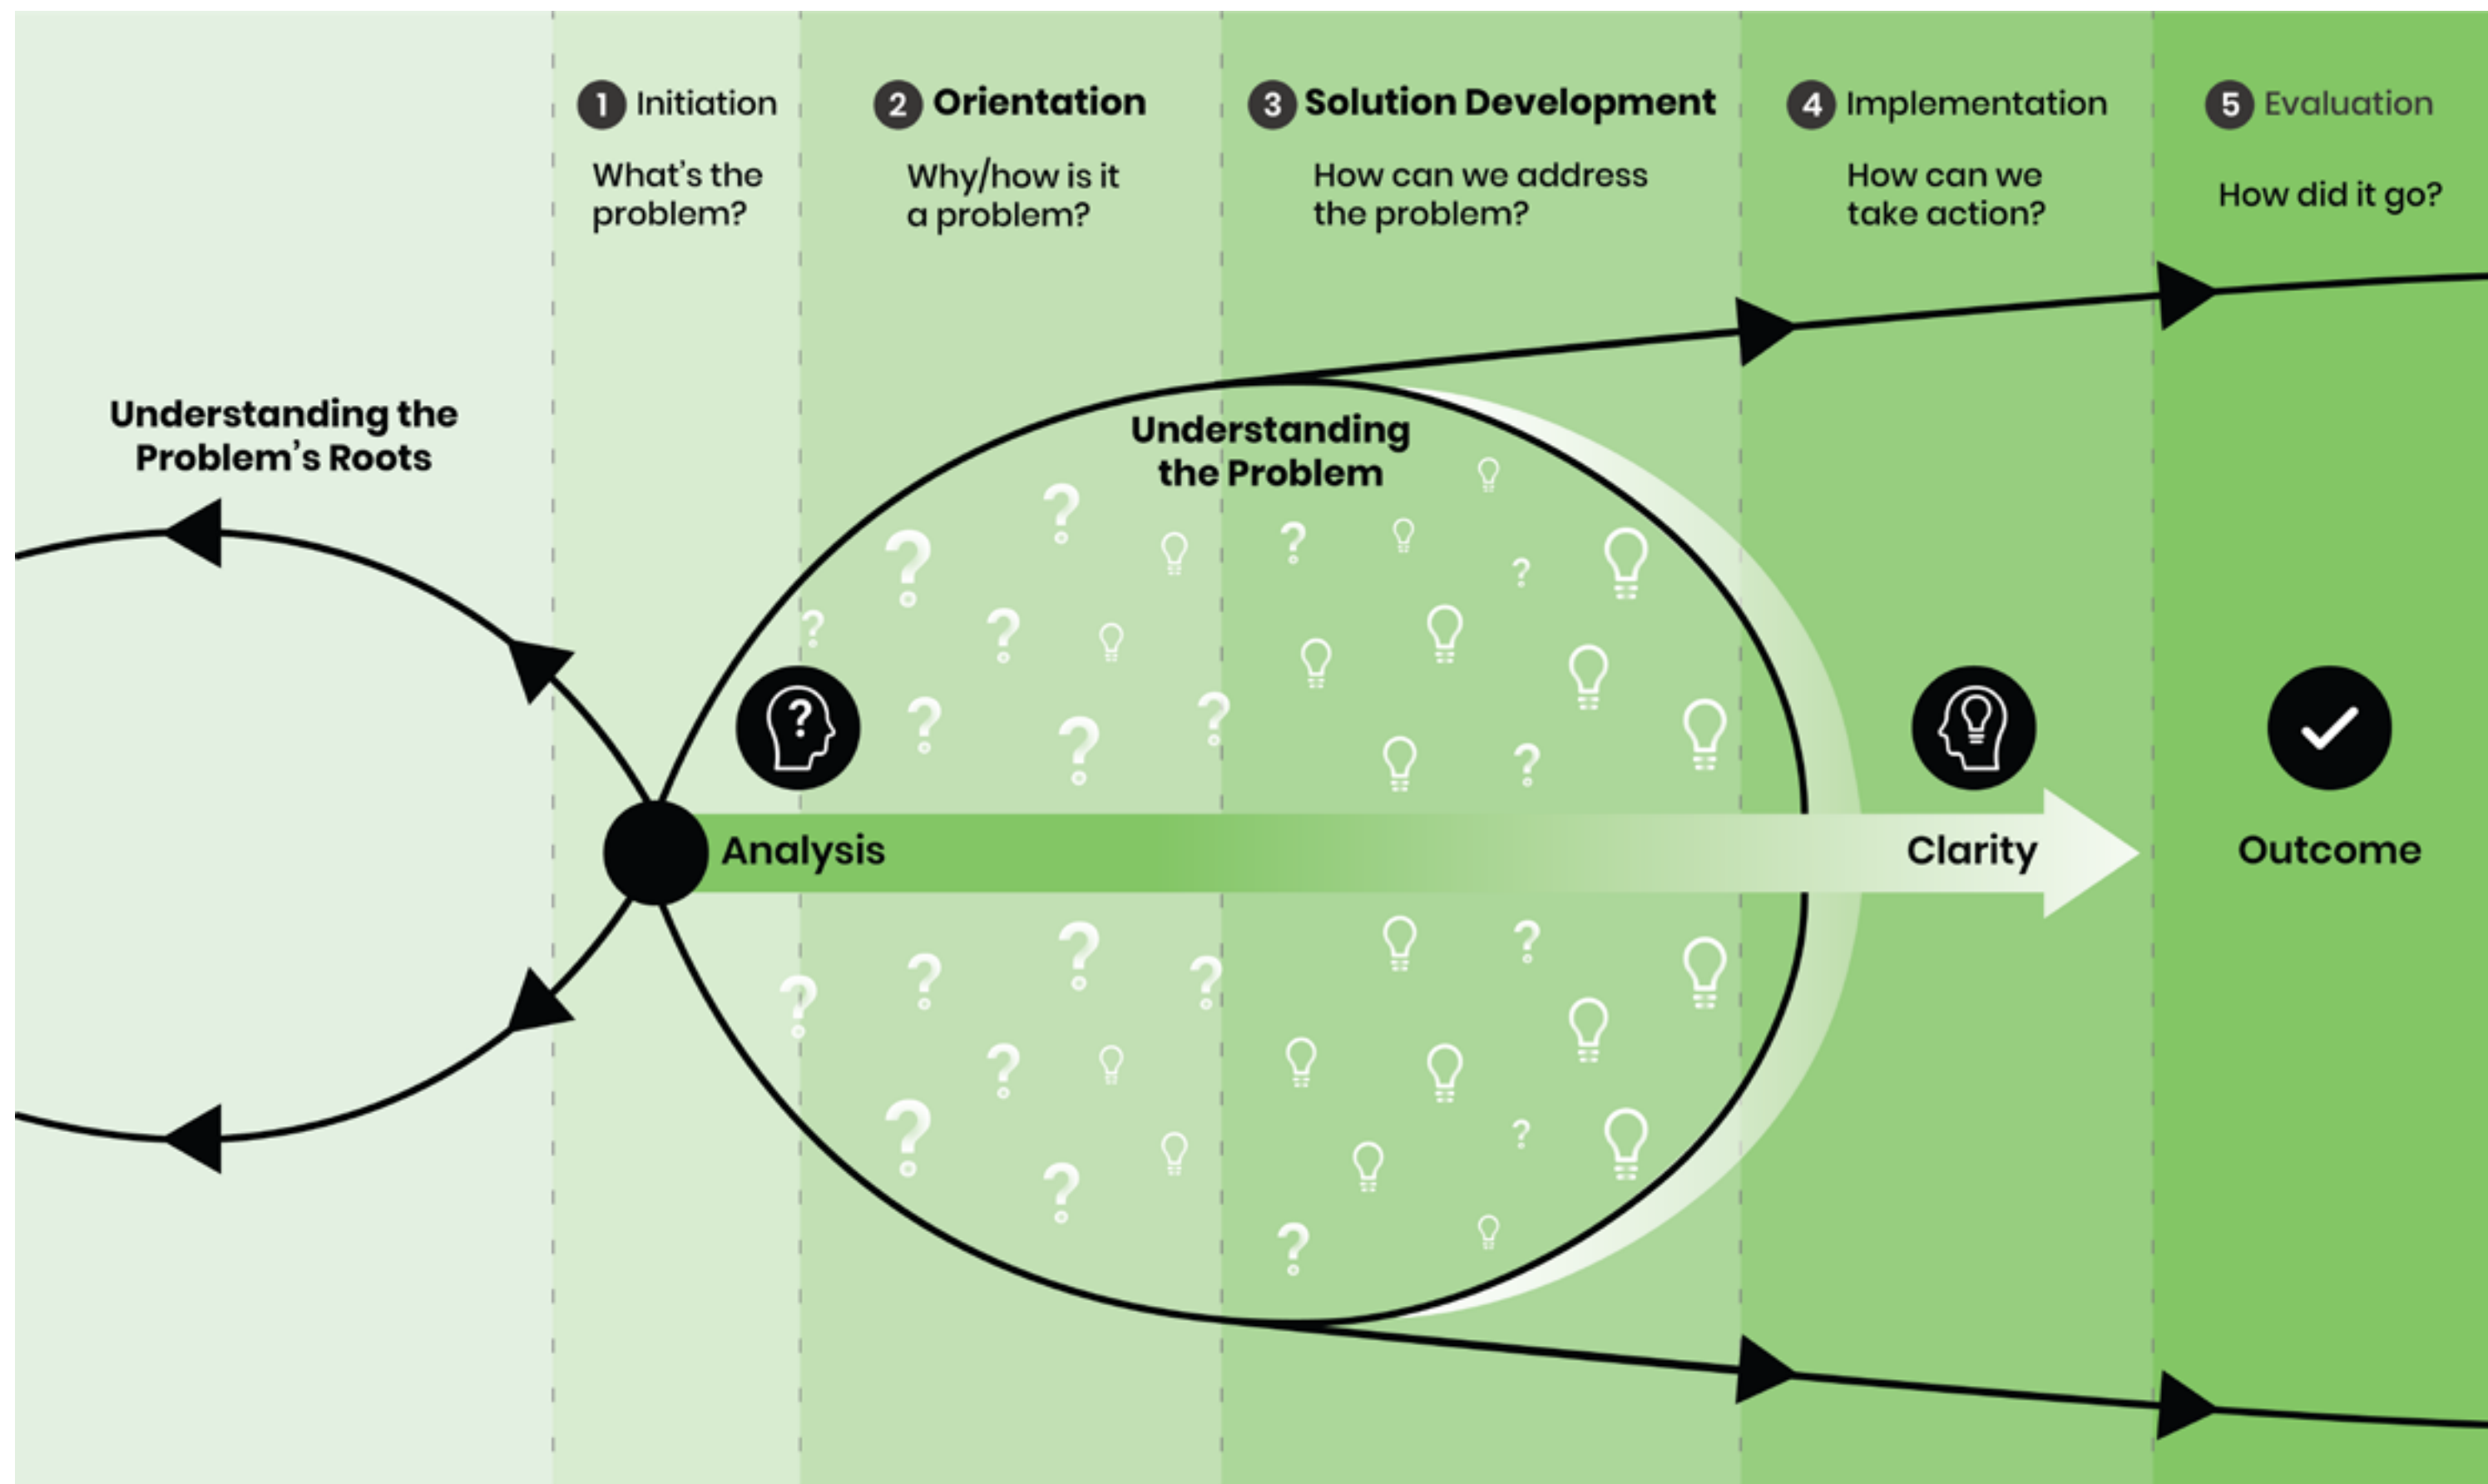 1 Initiation
What's the
problem?
2 Orientation
Why/how is it
a problem?
3 Solution Development
How can we address
the problem?
4 Implementation
How can we
take action?
5 Evaluation
How did it go?
Understanding the
Problem's Roots
Understanding
the Problem
Analysis
Clarity
Outcome